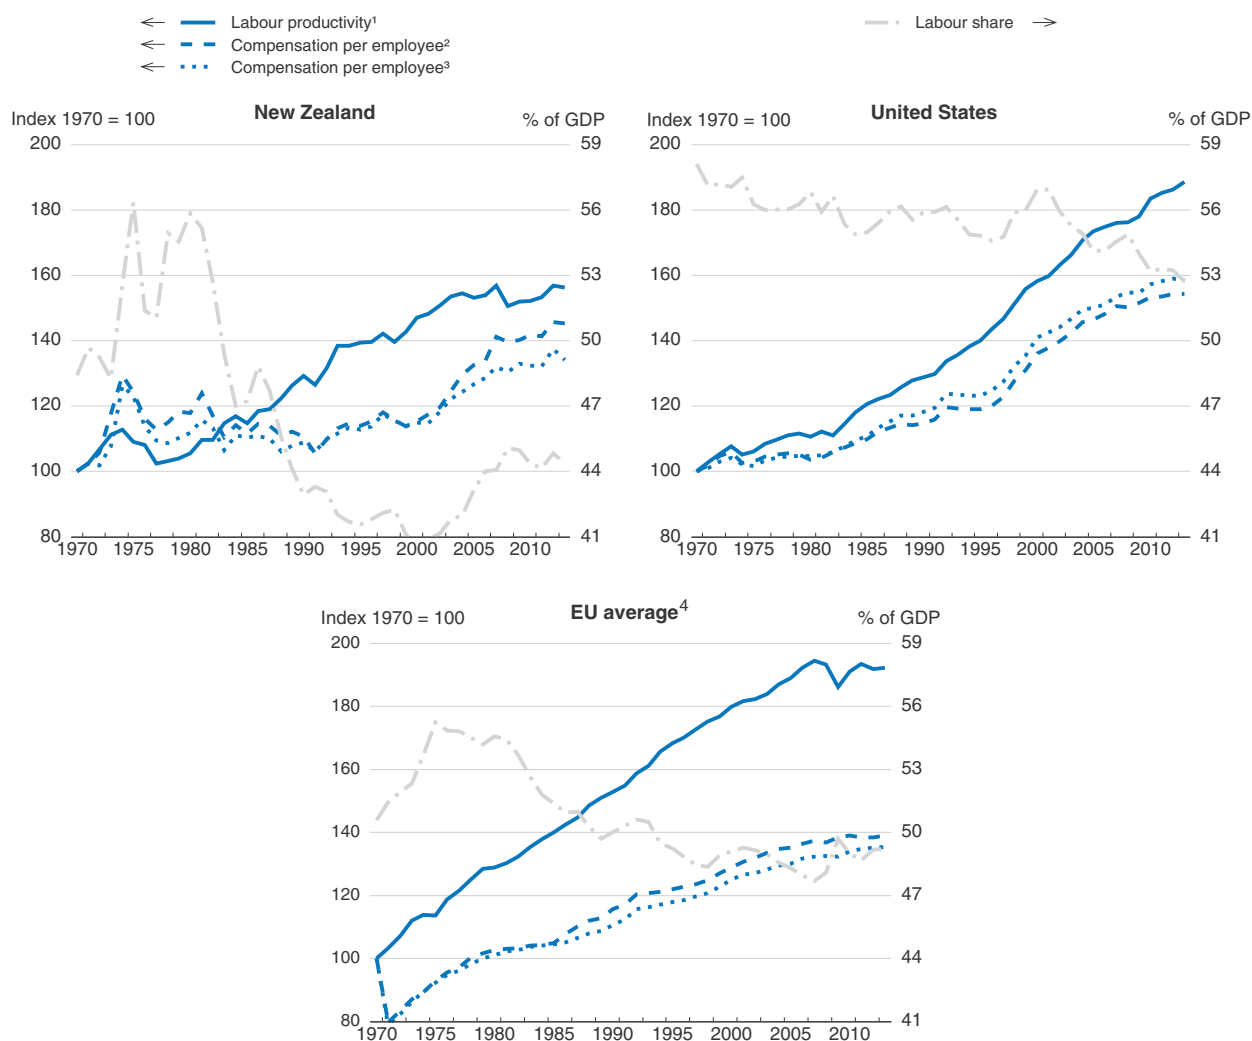 Labour productivity¹
Labour share
Compensation per employee²
Compensation per employee³
New Zealand
Index 1970 = 100
% of GDP
200
180
160
140
120
100
80
59
56
53
50
47
44
41
1970 1975 1980 1985 1990 1995 2000 2005 2010
United States
Index 1970 = 100
% of GDP
200
180
160
140
120
100
80
59
56
53
50
47
44
41
1970 1975 1980 1985 1990 1995 2000 2005 2010
EU average⁴
Index 1970 = 100
% of GDP
200
180
160
140
120
100
80
59
56
53
50
47
44
41
1970 1975 1980 1985 1990 1995 2000 2005 2010